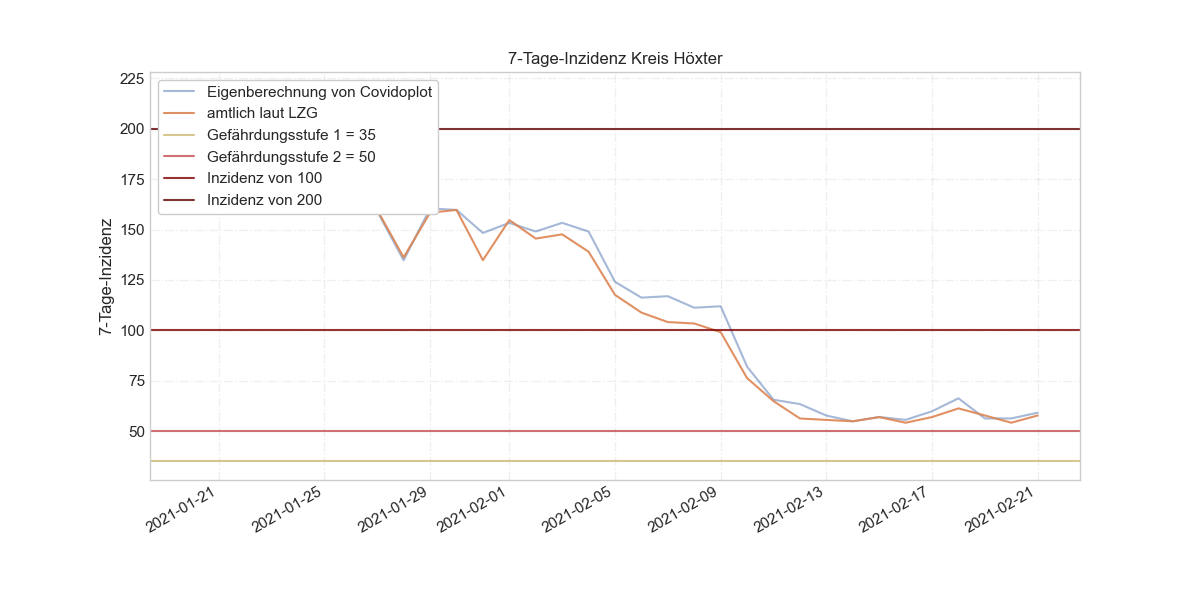 7-Tage-Inzidenz Kreis Höxter
7-Tage-Inzidenz
225
200
175
150
125
100
75
50
Eigenberechnung von Covidoplot
amtlich laut LZG
Gefährdungsstufe 1 = 35
Gefährdungsstufe 2 = 50
Inzidenz von 100
Inzidenz von 200
2021-01-21
2021-01-25
2021-01-29
2021-02-01
2021-02-05
2021-02-09
2021-02-13
2021-02-17
2021-02-21